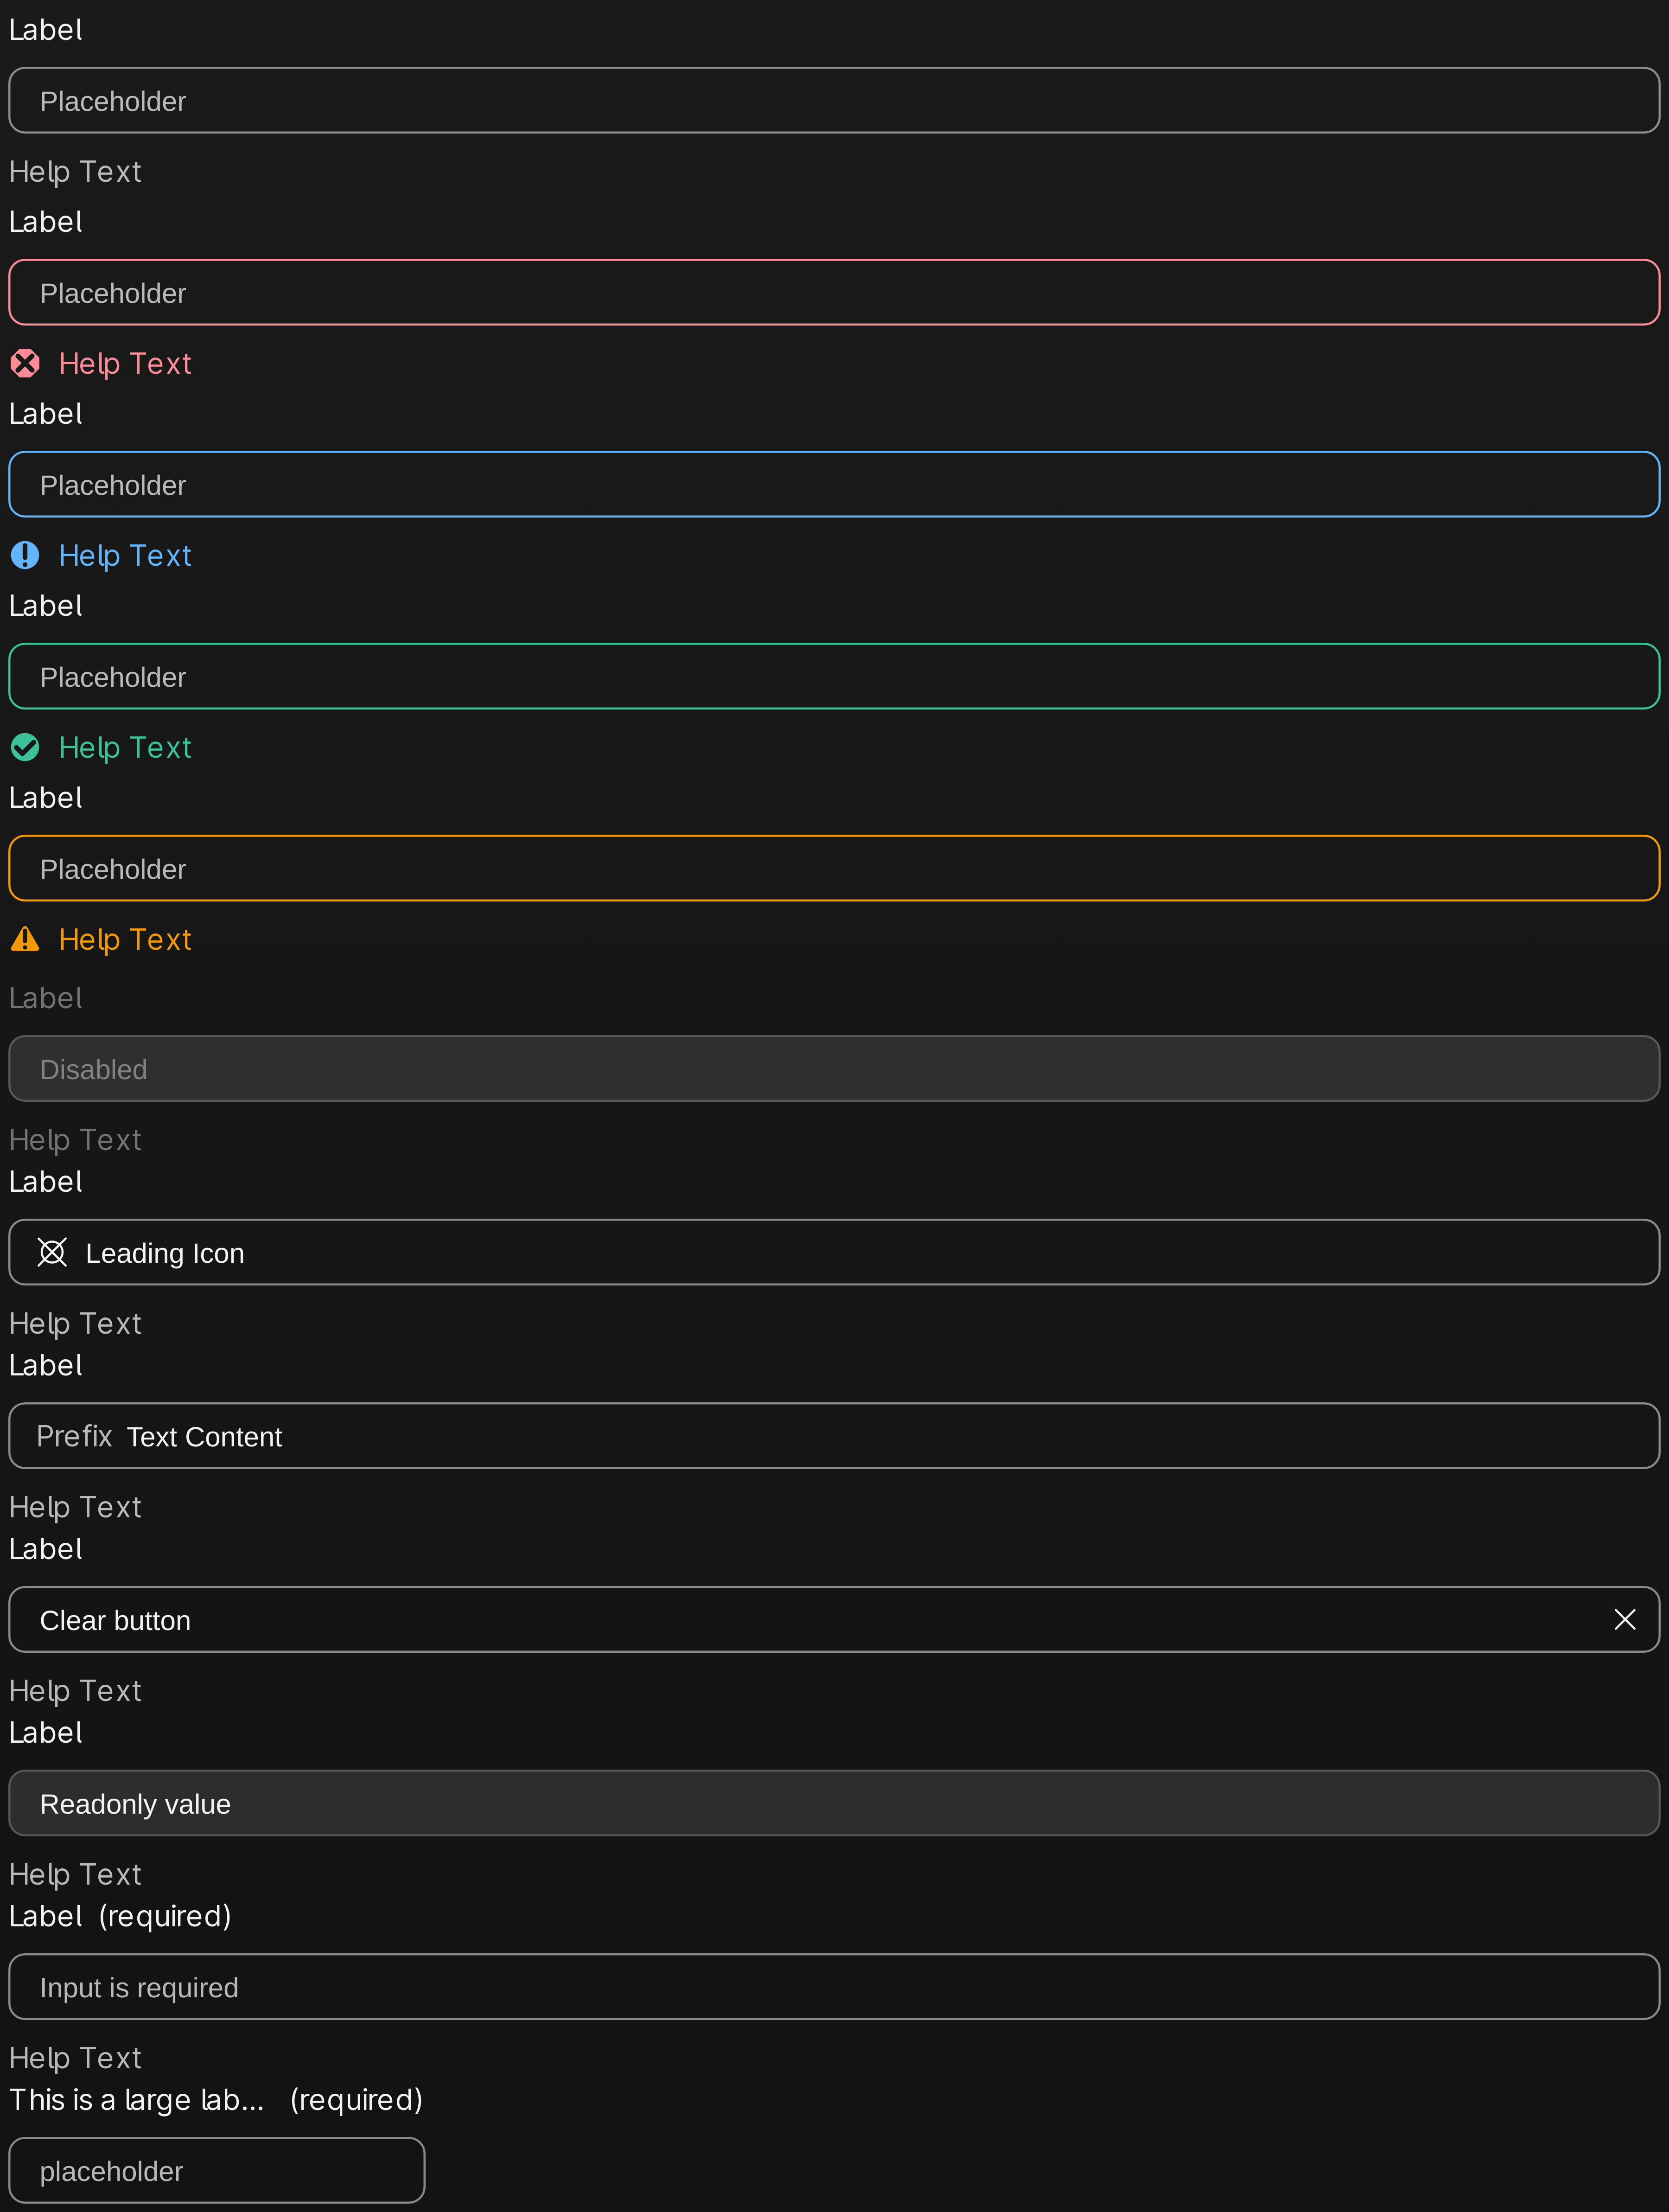 Label
Placeholder
Help Text
Label
Placeholder
Help Text
Label
Placeholder
Help Text
Label
Placeholder
Help Text
Label
Placeholder
Help Text
Label
Disabled
Help Text
Label
Leading Icon
Help Text
Label
Prefix Text Content
Help Text
Label
Clear button
Help Text
Label
Readonly value
Help Text
Label (required)
Input is required
Help Text
This is a large lab... (required)
placeholder